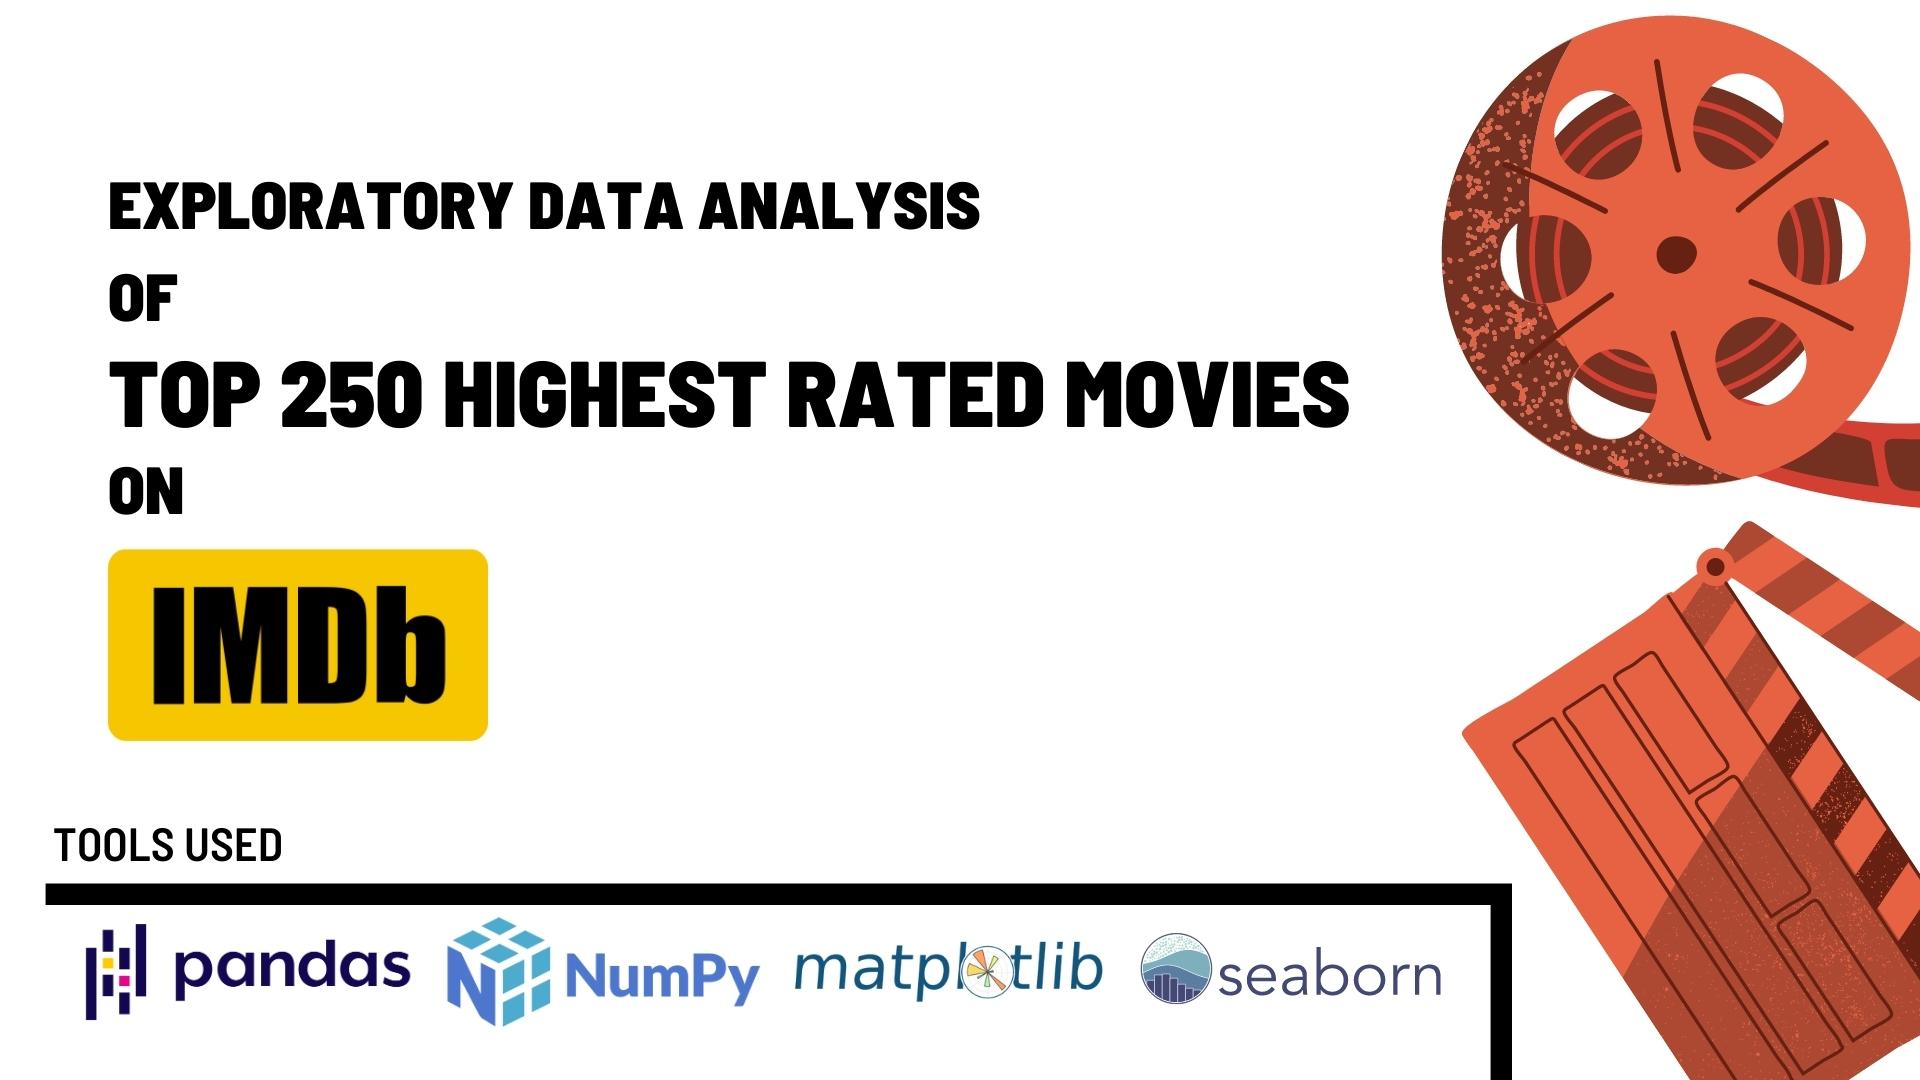 EXPLORATORY DATA ANALYSIS
OF
TOP 250 HIGHEST RATED MOVIES
ON
IMDb
TOOLS USED
pandas NumPy matplotlib seaborn